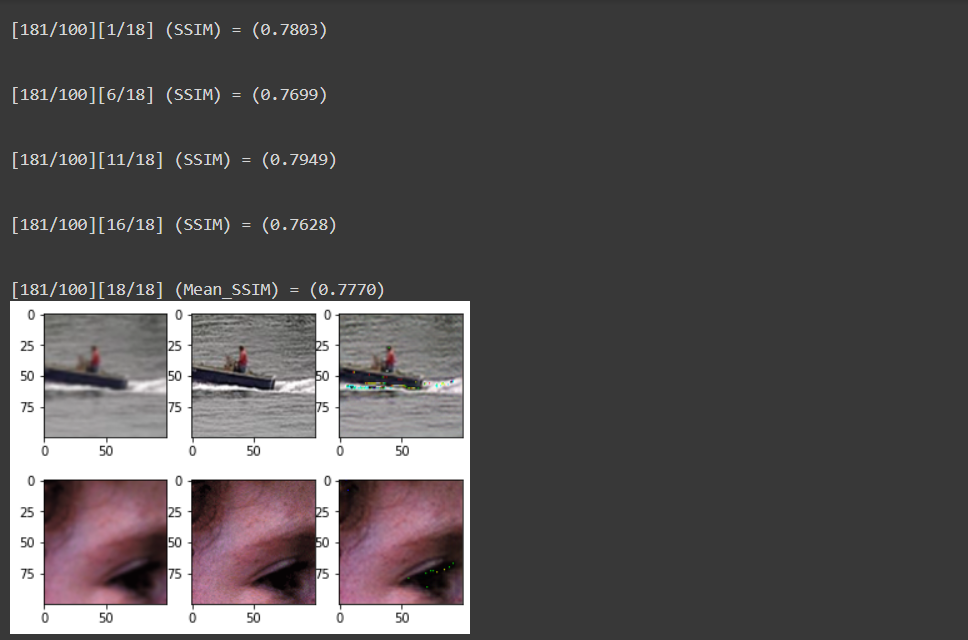 [181/100][1/18] (SSIM) = (0.7803)
[181/100][6/18] (SSIM) = (0.7699)
[181/100][11/18] (SSIM) = (0.7949)
[181/100][16/18] (SSIM) = (0.7628)
[181/100][18/18] (Mean_SSIM) = (0.7770)
0 0 0
25 25 25
50 50 50
75 75 75
0 50 0 50 0 50
0 0 0
25 25 25
50 50 50
75 75 75
0 50 0 50 0 50